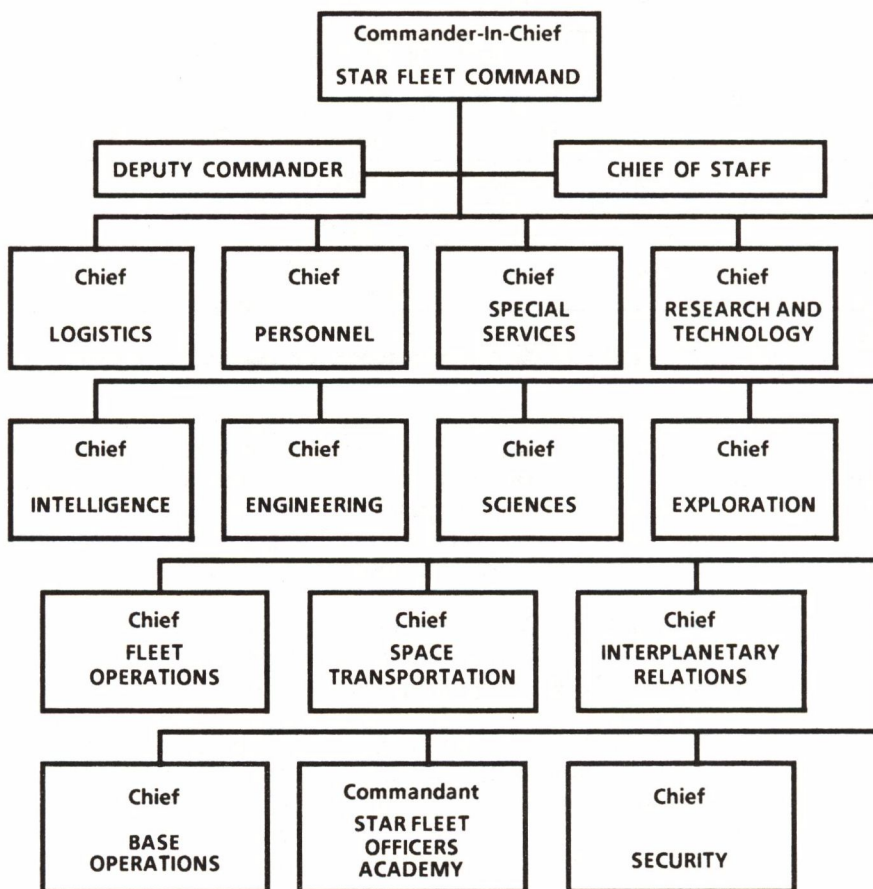 Commander-In-Chief
STAR FLEET COMMAND
DEPUTY COMMANDER
CHIEF OF STAFF
Chief
LOGISTICS
Chief
PERSONNEL
Chief
SPECIAL
SERVICES
Chief
RESEARCH AND
TECHNOLOGY
Chief
INTELLIGENCE
Chief
ENGINEERING
Chief
SCIENCES
Chief
EXPLORATION
Chief
FLEET
OPERATIONS
Chief
SPACE
TRANSPORTATION
Chief
INTERPLANETARY
RELATIONS
Chief
BASE
OPERATIONS
Commandant
STAR FLEET
OFFICERS
ACADEMY
Chief
SECURITY